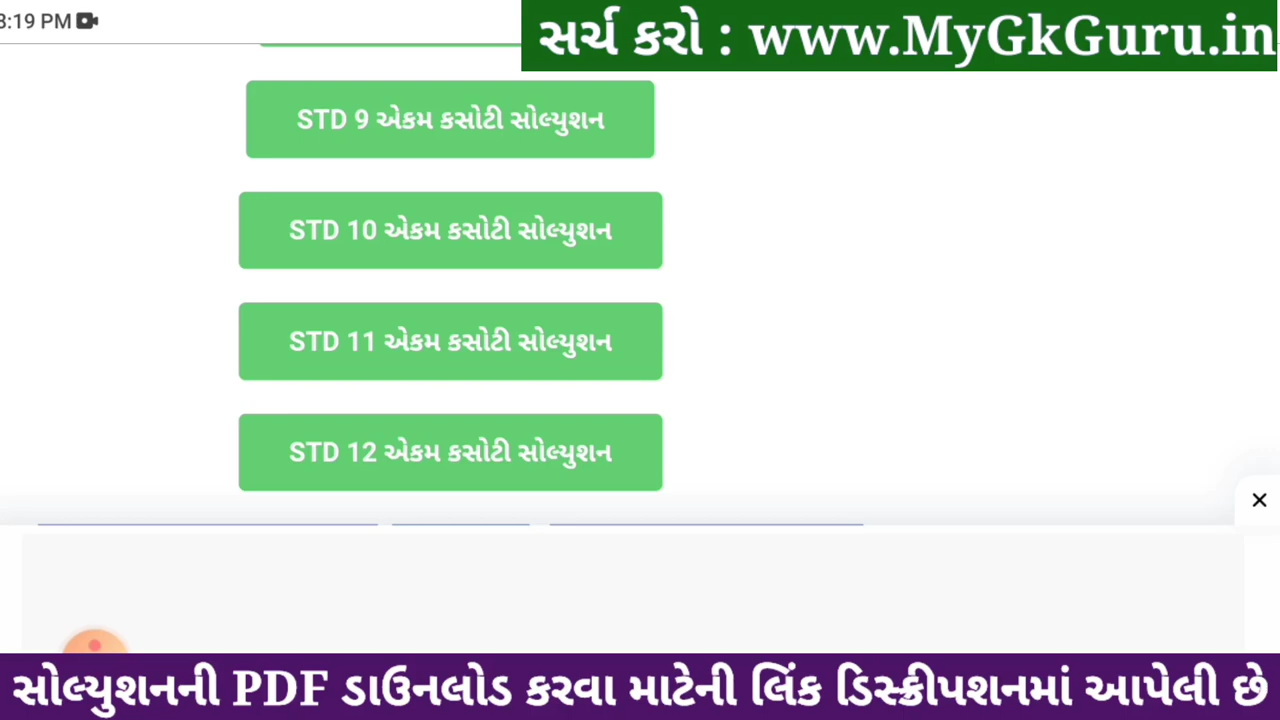 સર્ચ કરો : www.MyGkGuru.in
:19 PM
STD 9 એકમ કસોટી સોલ્યુશન
STD 10 એકમ કસોટી સોલ્યુશન
STD 11 એકમ કસોટી સોલ્યુશન
STD 12 એકમ કસોટી સોલ્યુશન
સોલ્યુશનની PDF ડાઉનલોડ કરવા માટેની લિંક ડિસ્ક્રીપશનમાં આપેલી છે